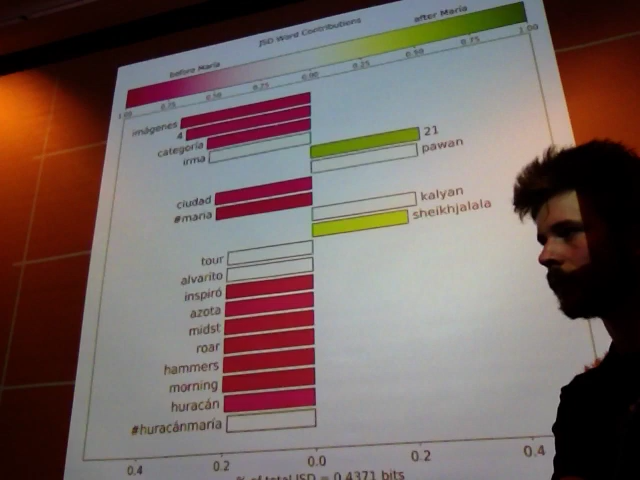 JSD Word Contributions
before Maria
after Maria
1.00 0.75 0.50 0.25 0.00 0.25 0.50 0.75 1.00
imágenes
4
categoría
21
irma
pawan
ciudad
kalyan
#maria
sheikhjalala
tour
alvarito
inspiró
azota
midst
roar
hammers
morning
huracán
#huracánmaría
0.4 0.2 0.0 0.2 0.4
% of total JSD = 0.4371 bits